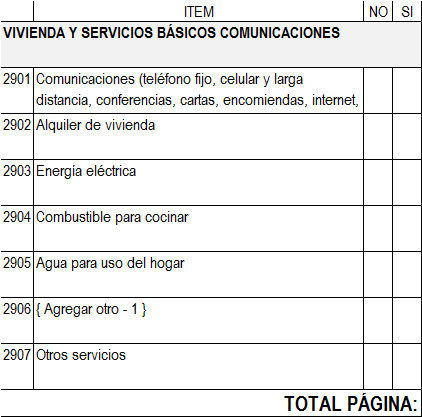 ITEM NO SI
VIVIENDA Y SERVICIOS BÁSICOS COMUNICACIONES
2901 Comunicaciones (teléfono fijo, celular y larga
distancia, conferencias, cartas, encomiendas, internet,
2902 Alquiler de vivienda
2903 Energía eléctrica
2904 Combustible para cocinar
2905 Agua para uso del hogar
2906 { Agregar otro - 1 }
2907 Otros servicios
TOTAL PÁGINA: